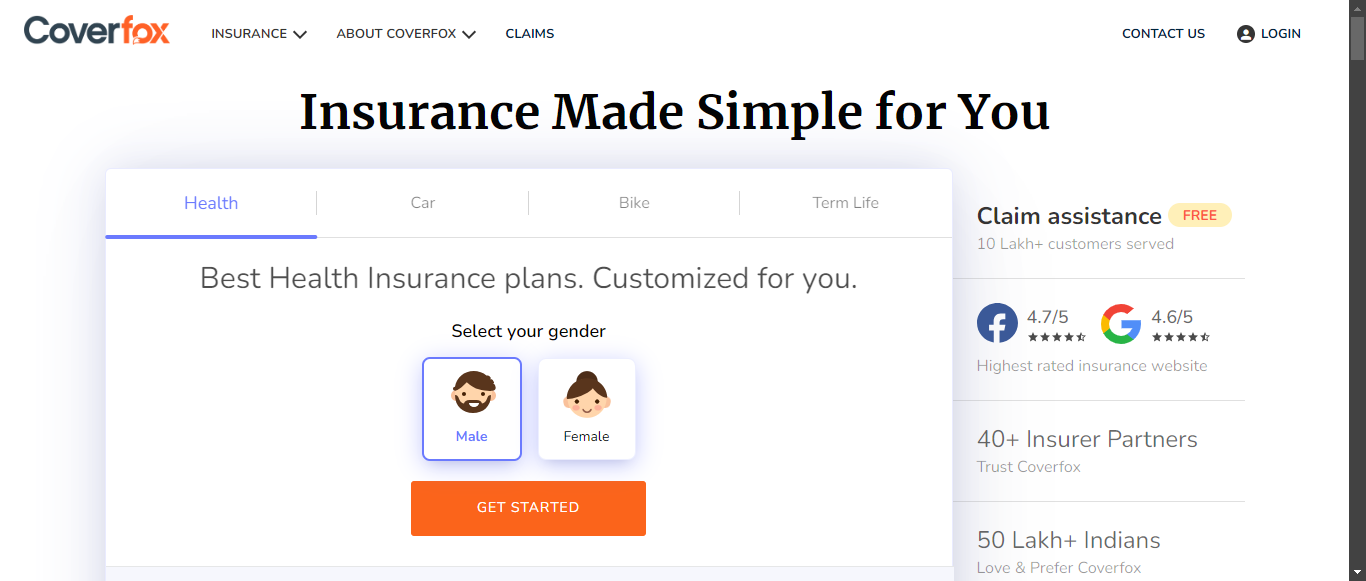 Coverfox
INSURANCE
ABOUT COVERFOX
CLAIMS
CONTACT US
LOGIN
Insurance Made Simple for You
Health
Car
Bike
Term Life
Best Health Insurance plans. Customized for you.
Select your gender
Male
Female
GET STARTED
Claim assistance FREE
10 Lakh+ customers served
4.7/5
4.6/5
Highest rated insurance website
40+ Insurer Partners
Trust Coverfox
50 Lakh+ Indians
Love & Prefer Coverfox